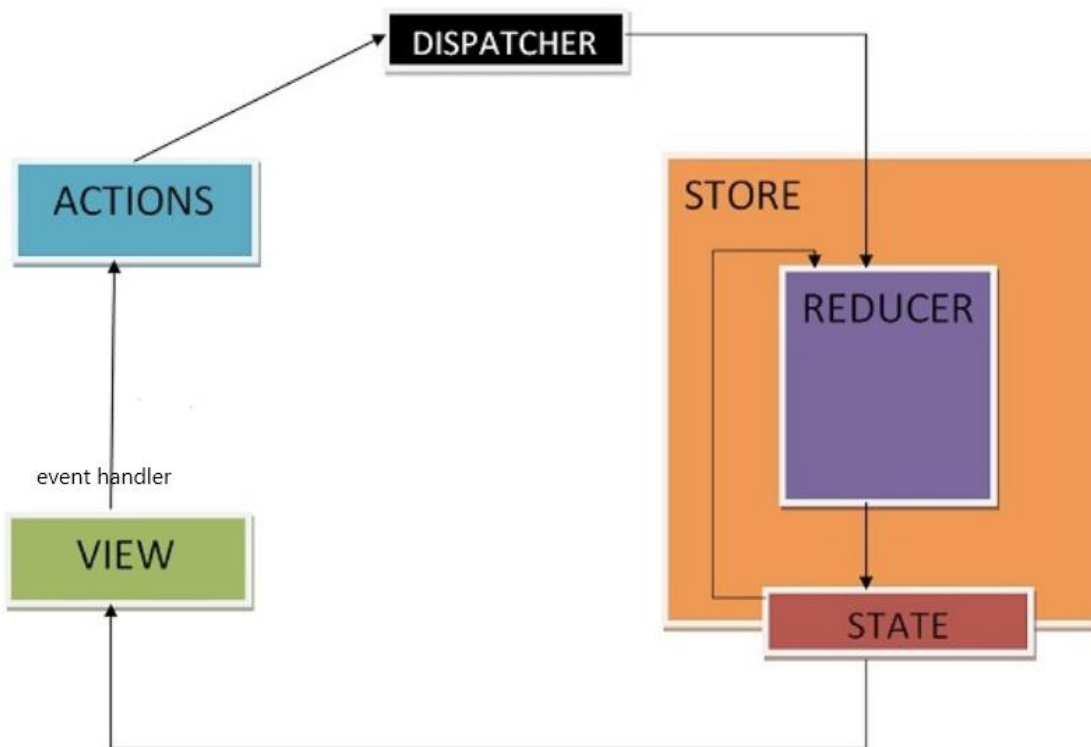 DISPATCHER
ACTIONS
STORE
REDUCER
event handler
VIEW
STATE